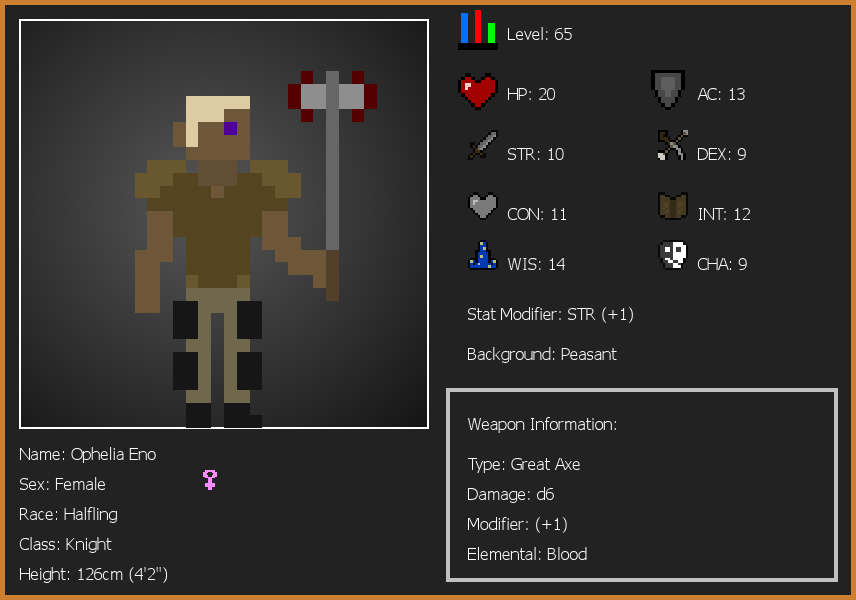 Level: 65
HP: 20
AC: 13
STR: 10
DEX: 9
CON: 11
INT: 12
WIS: 14
CHA: 9
Stat Modifier: STR (+1)
Background: Peasant
Weapon Information:
Type: Great Axe
Damage: d6
Modifier: (+1)
Elemental: Blood
Name: Ophelia Eno
Sex: Female
Race: Halfling
Class: Knight
Height: 126cm (4'2")